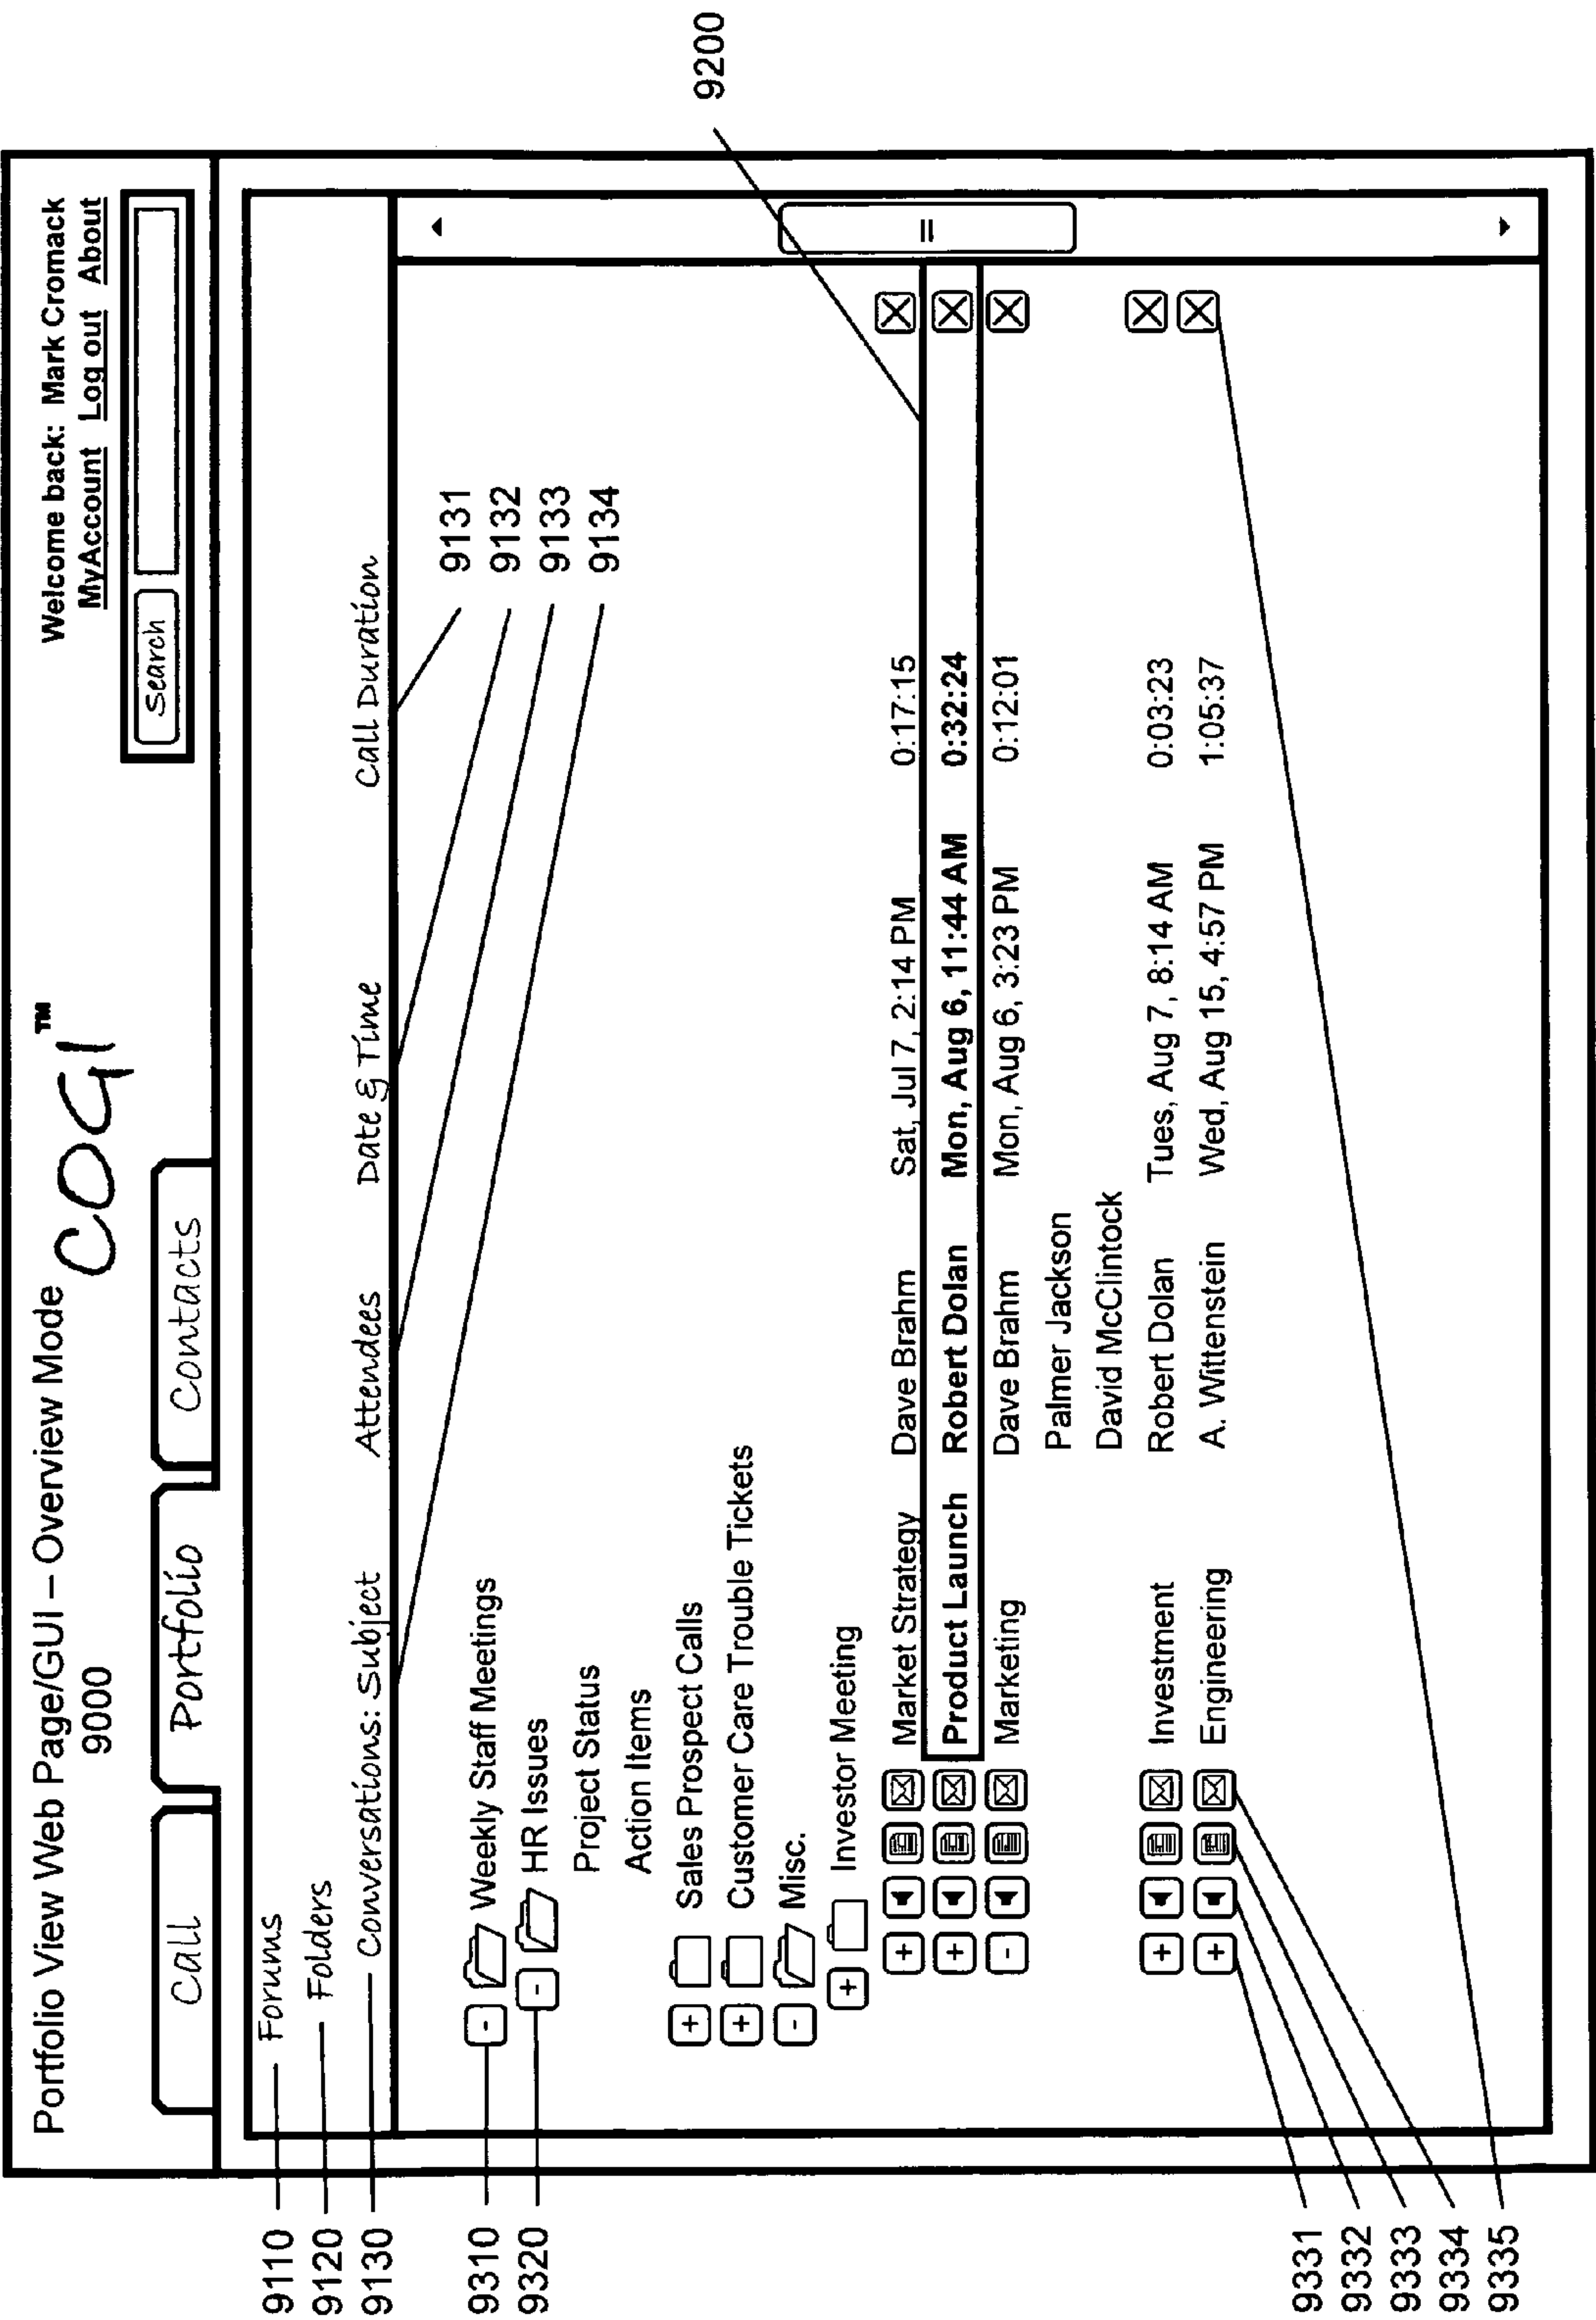 Portfolio View Web Page/GUI – Overview Mode
9000
COGI™
Welcome back: Mark Cromack
MyAccount Log out About
Search
Call
Portfolio
Contacts
9110 Forums
9120 Folders
9130 Conversations: Subject Attendees Date & Time Call Duration
9131
9132
9133
9134
9200
9310 - Weekly Staff Meetings
9320 - HR Issues
Project Status
Action Items
+ Sales Prospect Calls
+ Customer Care Trouble Tickets
- Misc.
+ Investor Meeting
+ Market Strategy Dave Brahm Sat, Jul 7, 2:14 PM 0:17:15
+ Product Launch Robert Dolan Mon, Aug 6, 11:44 AM 0:32:24
- Marketing Dave Brahm Mon, Aug 6, 3:23 PM 0:12:01
Palmer Jackson
David McClintock
+ Investment Robert Dolan Tues, Aug 7, 8:14 AM 0:03:23
+ Engineering A. Wittenstein Wed, Aug 15, 4:57 PM 1:05:37
9331
9332
9333
9334
9335